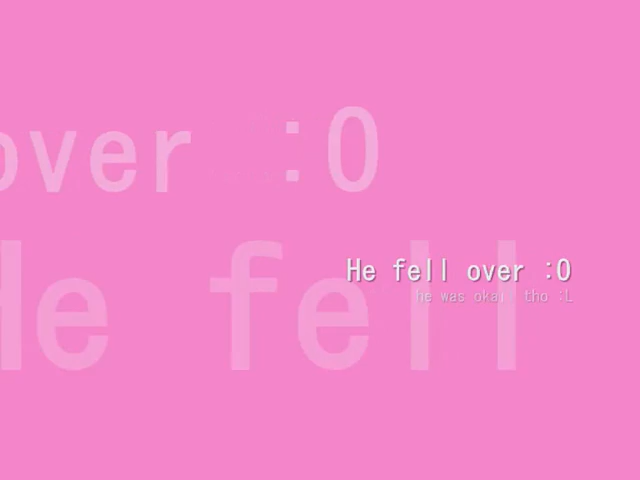 over :O
He fell
He fell over :O
he was okay tho :L